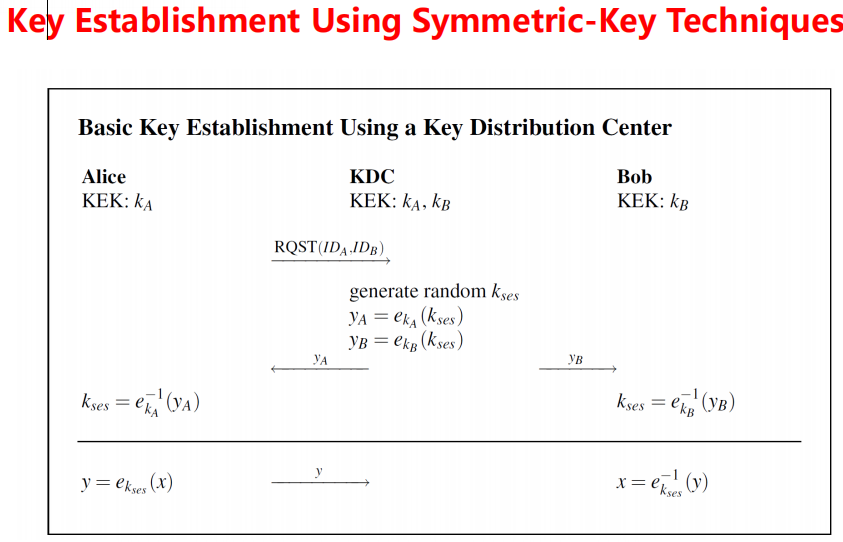 Key Establishment Using Symmetric-Key Techniques
Basic Key Establishment Using a Key Distribution Center
Alice KDC Bob
KEK: k_A KEK: k_A, k_B KEK: k_B
RQST(ID_A,ID_B)
generate random k_ses
y_A = e_{k_A}(k_ses)
y_B = e_{k_B}(k_ses)
y_A y_B
k_ses = e^{-1}_{k_A}(y_A) k_ses = e^{-1}_{k_B}(y_B)
y = e_{k_ses}(x) y x = e^{-1}_{k_ses}(y)